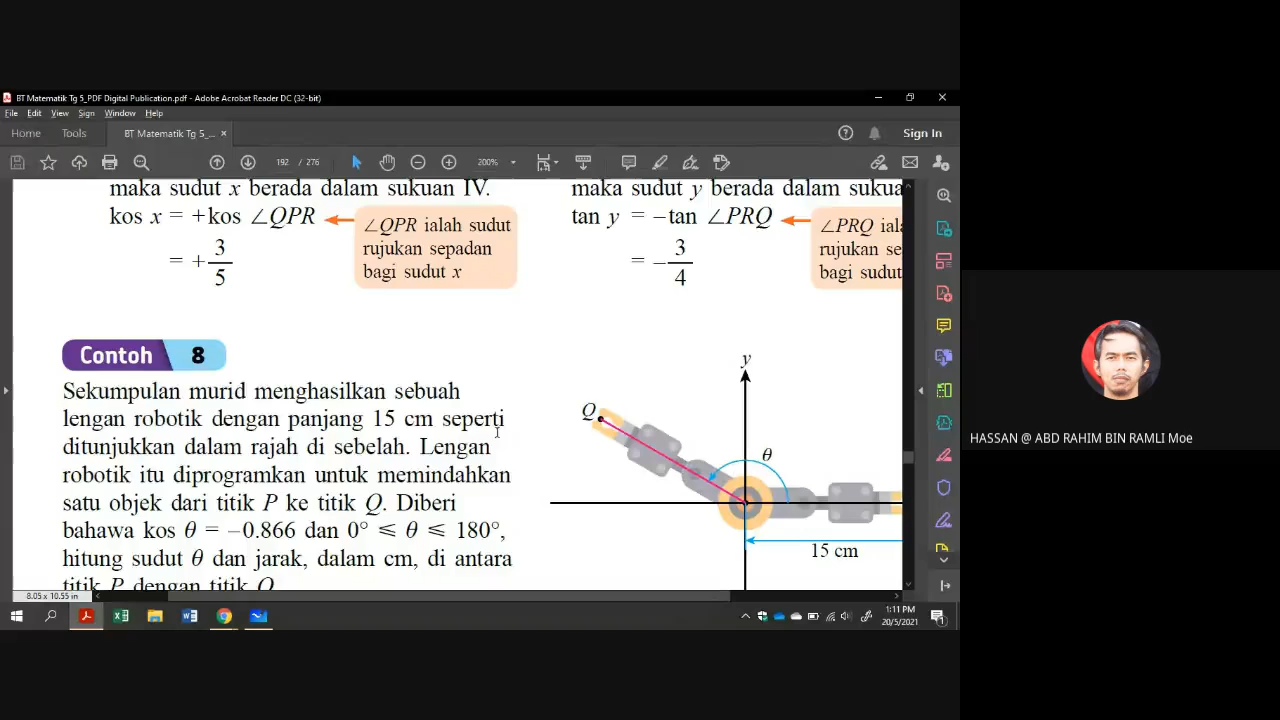 BT Matematik Tg 5_PDF Digital Publication.pdf - Adobe Acrobat Reader DC (32-bit)
File Edit View Sign Window Help
Home Tools BT Matematik Tg 5_... × Sign In
192 / 276 200%
maka sudut x berada dalam sukuan IV.
kos x = +kos ∠QPR
= + 3/5
∠QPR ialah sudut
rujukan sepadan
bagi sudut x
maka sudut y berada dalam sukua
tan y = −tan ∠PRQ
= − 3/4
∠PRQ iala
rujukan se
bagi sudut
Contoh 8
Sekumpulan murid menghasilkan sebuah
lengan robotik dengan panjang 15 cm seperti
ditunjukkan dalam rajah di sebelah. Lengan
robotik itu diprogramkan untuk memindahkan
satu objek dari titik P ke titik Q. Diberi
bahawa kos θ = −0.866 dan 0° ⩽ θ ⩽ 180°,
hitung sudut θ dan jarak, dalam cm, di antara
titik P dengan titik Q
y
Q
θ
15 cm
8.05 x 10.55 in
1:11 PM
20/5/2021
1
HASSAN @ ABD RAHIM BIN RAMLI Moe